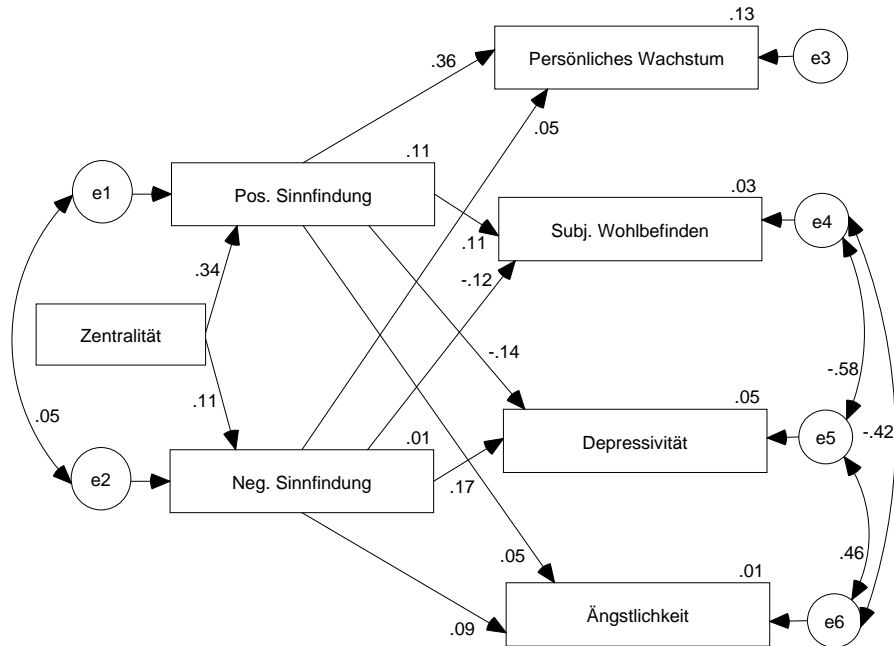 .13
Persönliches Wachstum
e3
.36
.05
.11
e1
Pos. Sinnfindung
.03
Subj. Wohlbefinden
e4
.11
.34
-.12
Zentralität
-.14
-.58
.11
.05
.05
-.42
.01
Depressivität
e5
e2
Neg. Sinnfindung
.17
.46
.05
.01
Ängstlichkeit
e6
.09